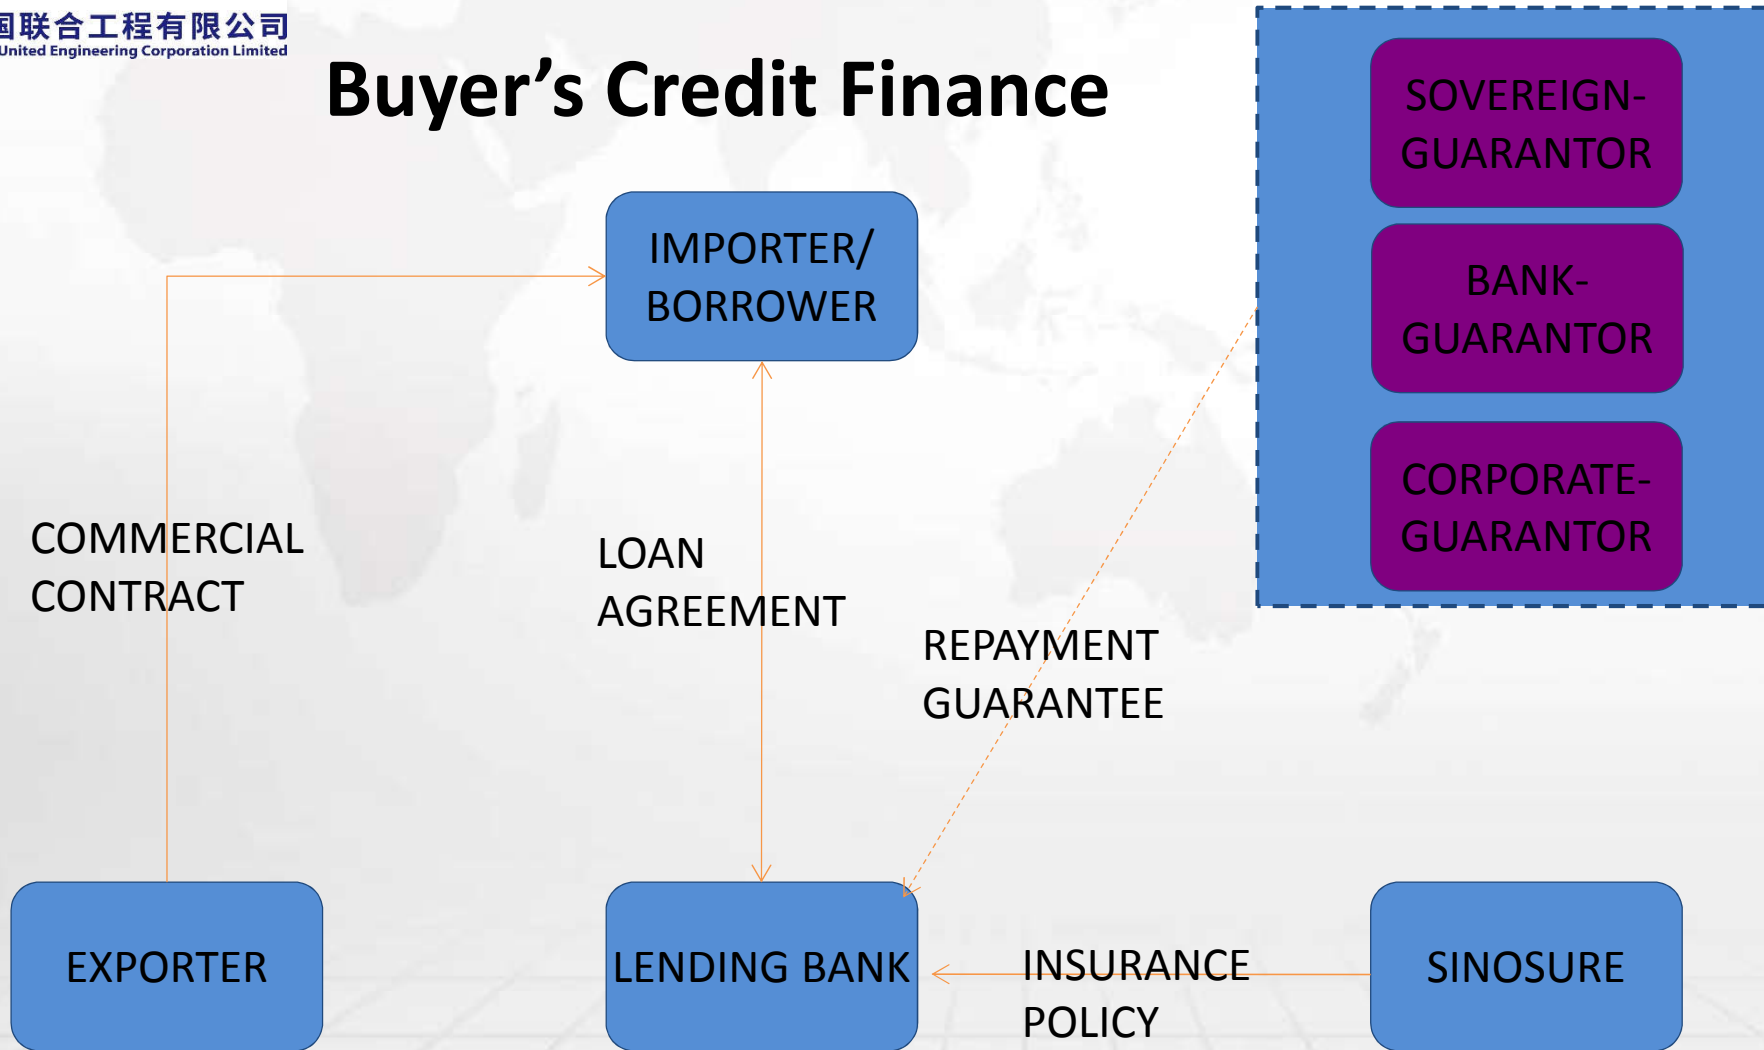 国联合工程有限公司
United Engineering Corporation Limited
Buyer’s Credit Finance
SOVEREIGN-
GUARANTOR
IMPORTER/
BORROWER
BANK-
GUARANTOR
CORPORATE-
GUARANTOR
COMMERCIAL
CONTRACT
LOAN
AGREEMENT
REPAYMENT
GUARANTEE
EXPORTER
LENDING BANK
INSURANCE
POLICY
SINOSURE